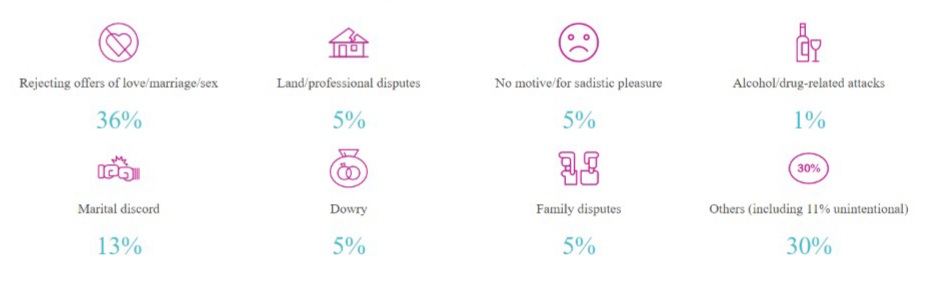 Rejecting offers of love/marriage/sex
Land/professional disputes
No motive/for sadistic pleasure
Alcohol/drug-related attacks
36%
5%
5%
1%
30%
Marital discord
Dowry
Family disputes
Others (including 11% unintentional)
13%
5%
5%
30%